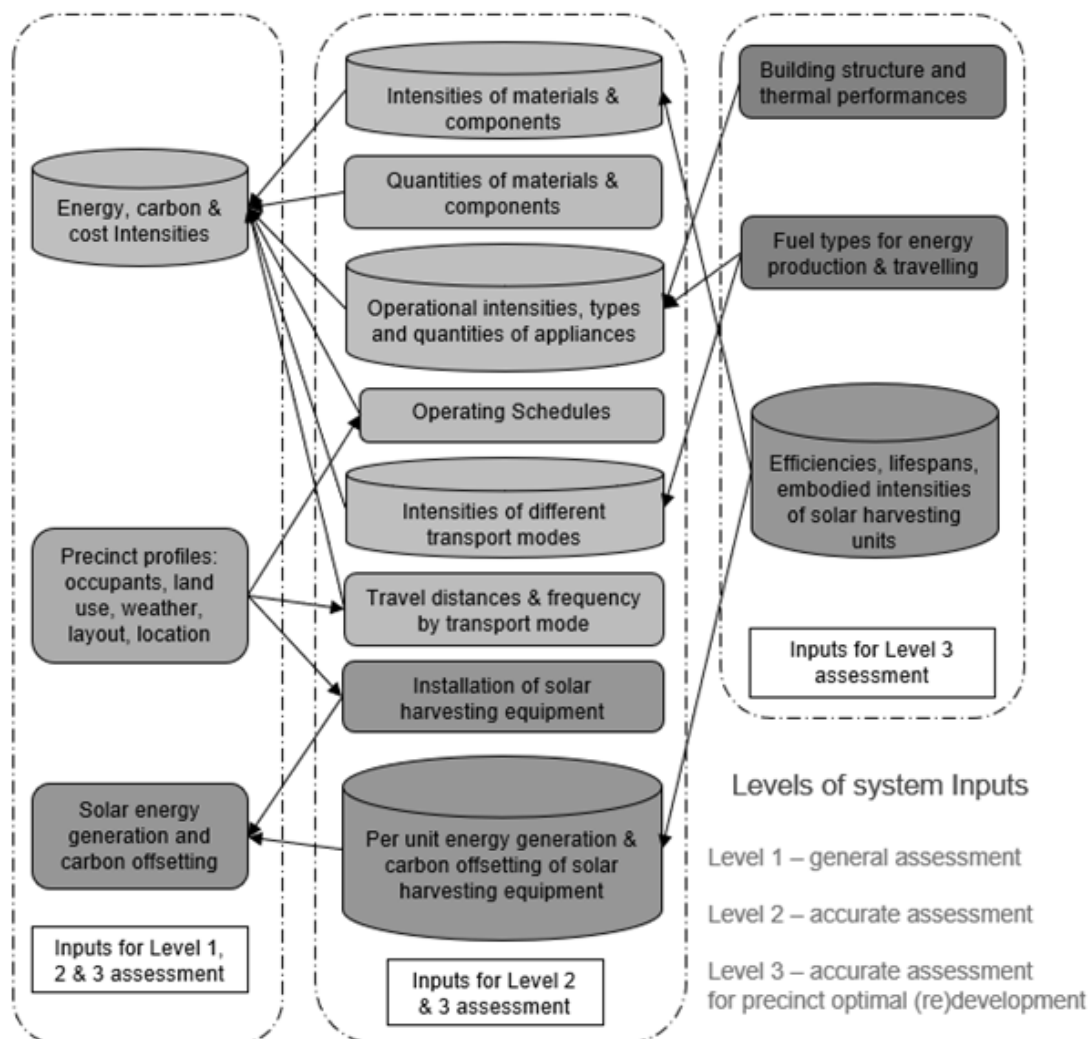 Energy, carbon &
cost Intensities
Precinct profiles:
occupants, land
use, weather,
layout, location
Solar energy
generation and
carbon offsetting
Inputs for Level 1,
2 & 3 assessment
Intensities of materials &
components
Quantities of materials &
components
Operational intensities, types
and quantities of appliances
Operating Schedules
Intensities of different
transport modes
Travel distances & frequency
by transport mode
Installation of solar
harvesting equipment
Per unit energy generation &
carbon offsetting of solar
harvesting equipment
Inputs for Level 2
& 3 assessment
Building structure and
thermal performances
Fuel types for energy
production & travelling
Efficiencies, lifespans,
embodied intensities
of solar harvesting
units
Inputs for Level 3
assessment
Levels of system Inputs
Level 1 – general assessment
Level 2 – accurate assessment
Level 3 – accurate assessment
for precinct optimal (re)development